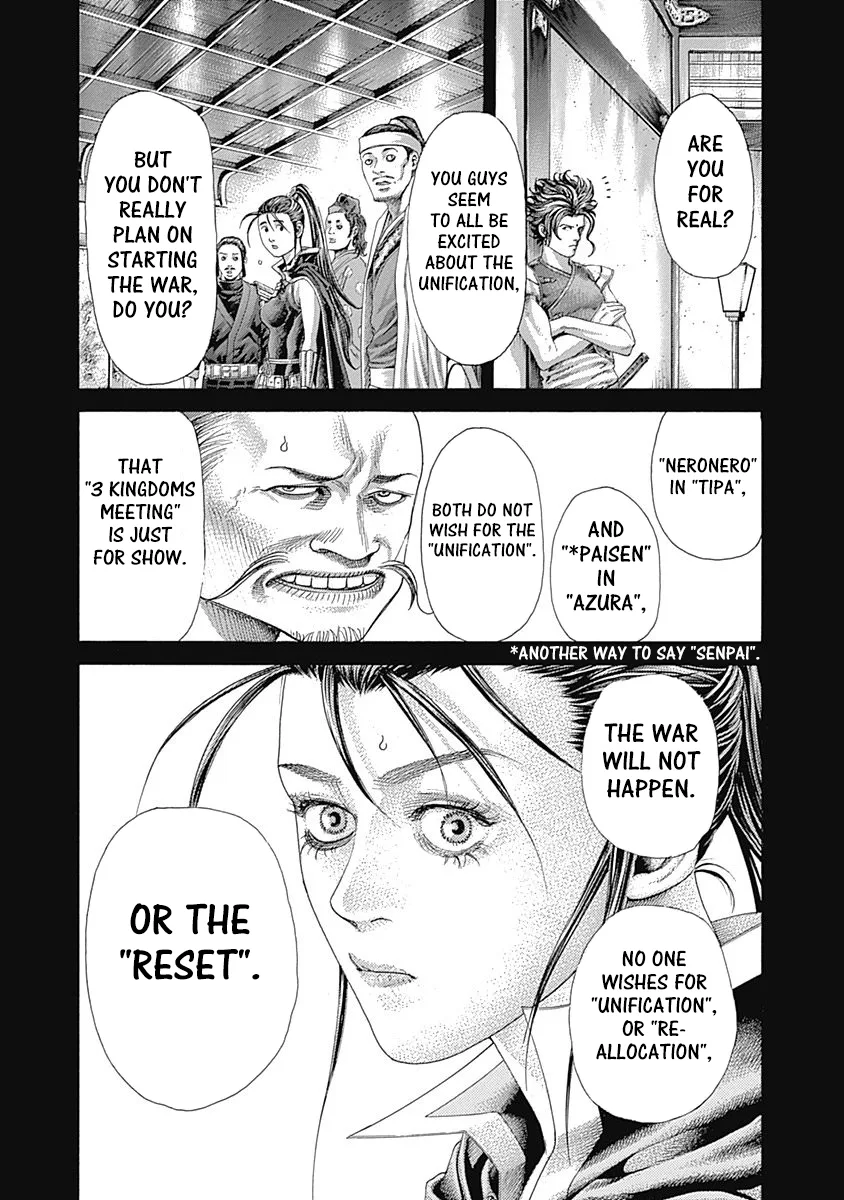 ARE
YOU
FOR
REAL?
YOU GUYS
SEEM
TO ALL BE
EXCITED
ABOUT THE
UNIFICATION,
BUT
YOU DON'T
REALLY
PLAN ON
STARTING
THE WAR,
DO YOU?
"NERONERO"
IN "TIPA",
AND
"*PAISEN"
IN
"AZURA",
BOTH DO NOT
WISH FOR THE
"UNIFICATION".
THAT
"3 KINGDOMS
MEETING"
IS JUST
FOR SHOW.
*ANOTHER WAY TO SAY "SENPAI".
THE WAR
WILL NOT
HAPPEN.
NO ONE
WISHES FOR
"UNIFICATION",
OR "RE-
ALLOCATION",
OR THE
"RESET".